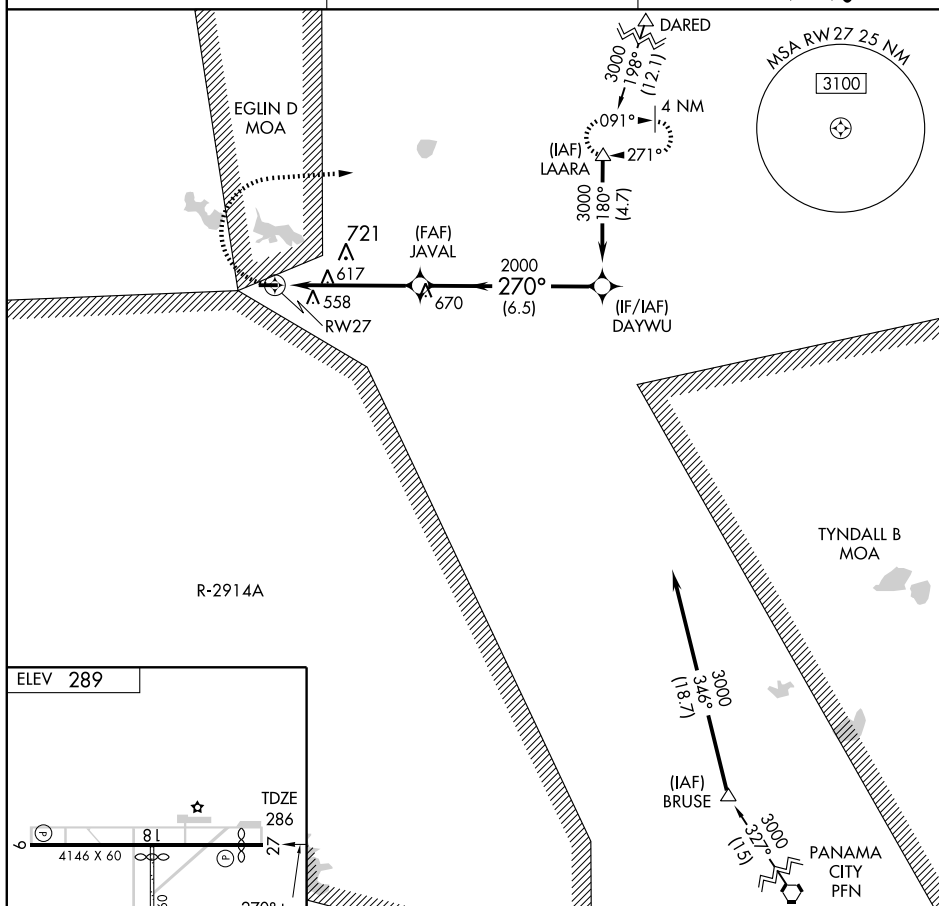 DARED
3000
198°
(12.1)
MSA RW27 25 NM
3100
EGLIN D
MOA
091°
4 NM
271°
(IAF)
LAARA
3000
180°
(4.7)
721
617
558
(FAF)
JAVAL
670
2000
270°
(6.5)
(IF/IAF)
DAYWU
RW27
TYNDALL B
MOA
R-2914A
3000
346°
(18.7)
(IAF)
BRUSE
3000
327°
(15)
PANAMA
CITY
PFN
ELEV 289
TDZE
286
9
P
18
27
4146 X 60
P